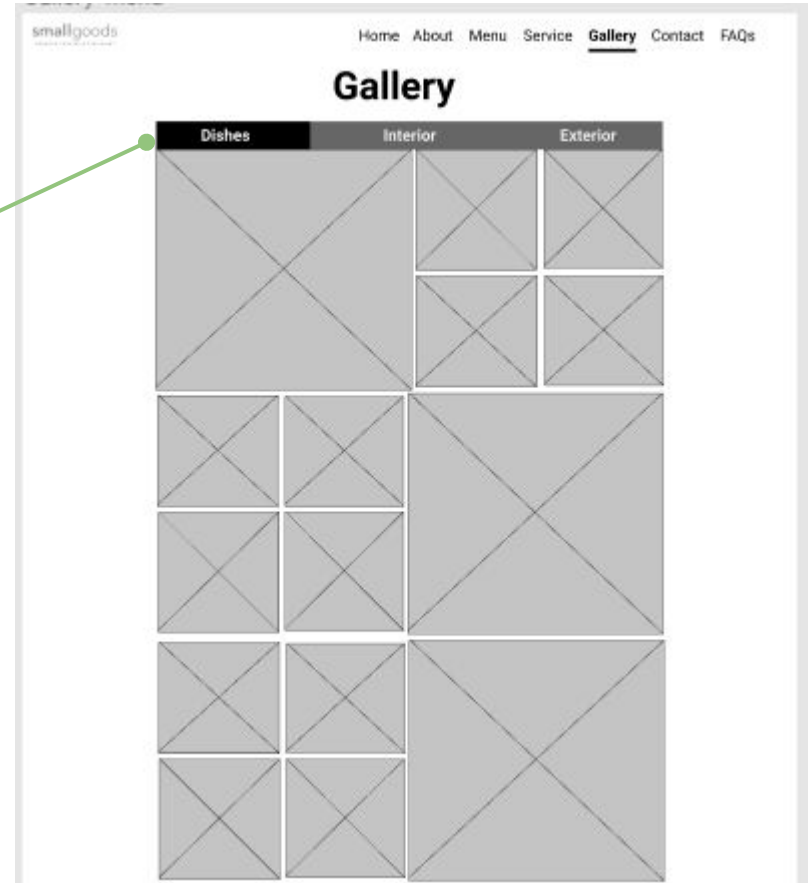 smallgoods
Home About Menu Service Gallery Contact FAQs
Gallery
Dishes Interior Exterior